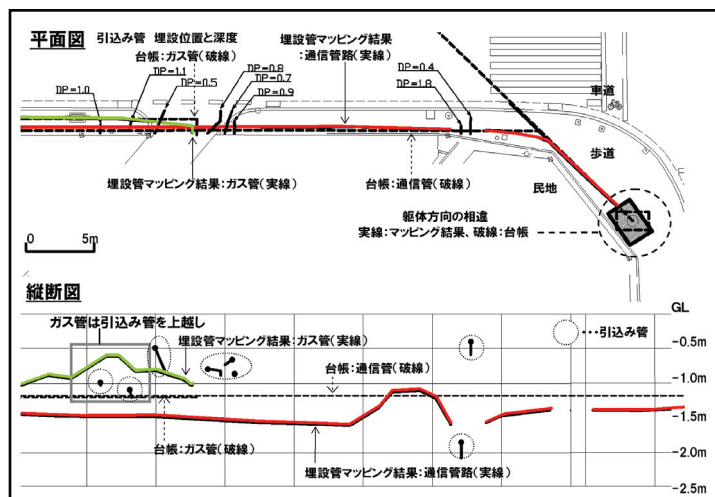 平面図
引込み管 埋設位置と深度
台帳:ガス管(破線)
埋設管マッピング結果
:通信管路(実線)
DP=1.0
DP=1.1
DP=0.5
DP=0.8
DP=0.7
DP=0.9
DP=0.4
DP=1.8
車道
歩道
民地
埋設管マッピング結果:ガス管(実線)
台帳:通信管(破線)
躯体方向の相違
実線:マッピング結果、破線:台帳
0 5m
縦断図
ガス管は引込み管を上越し
埋設管マッピング結果:ガス管(実線)
GL
・・・引込み管
-0.5m
台帳:通信管(破線)
-1.0m
-1.5m
台帳:ガス管(破線)
-2.0m
埋設管マッピング結果:通信管路(実線)
-2.5m